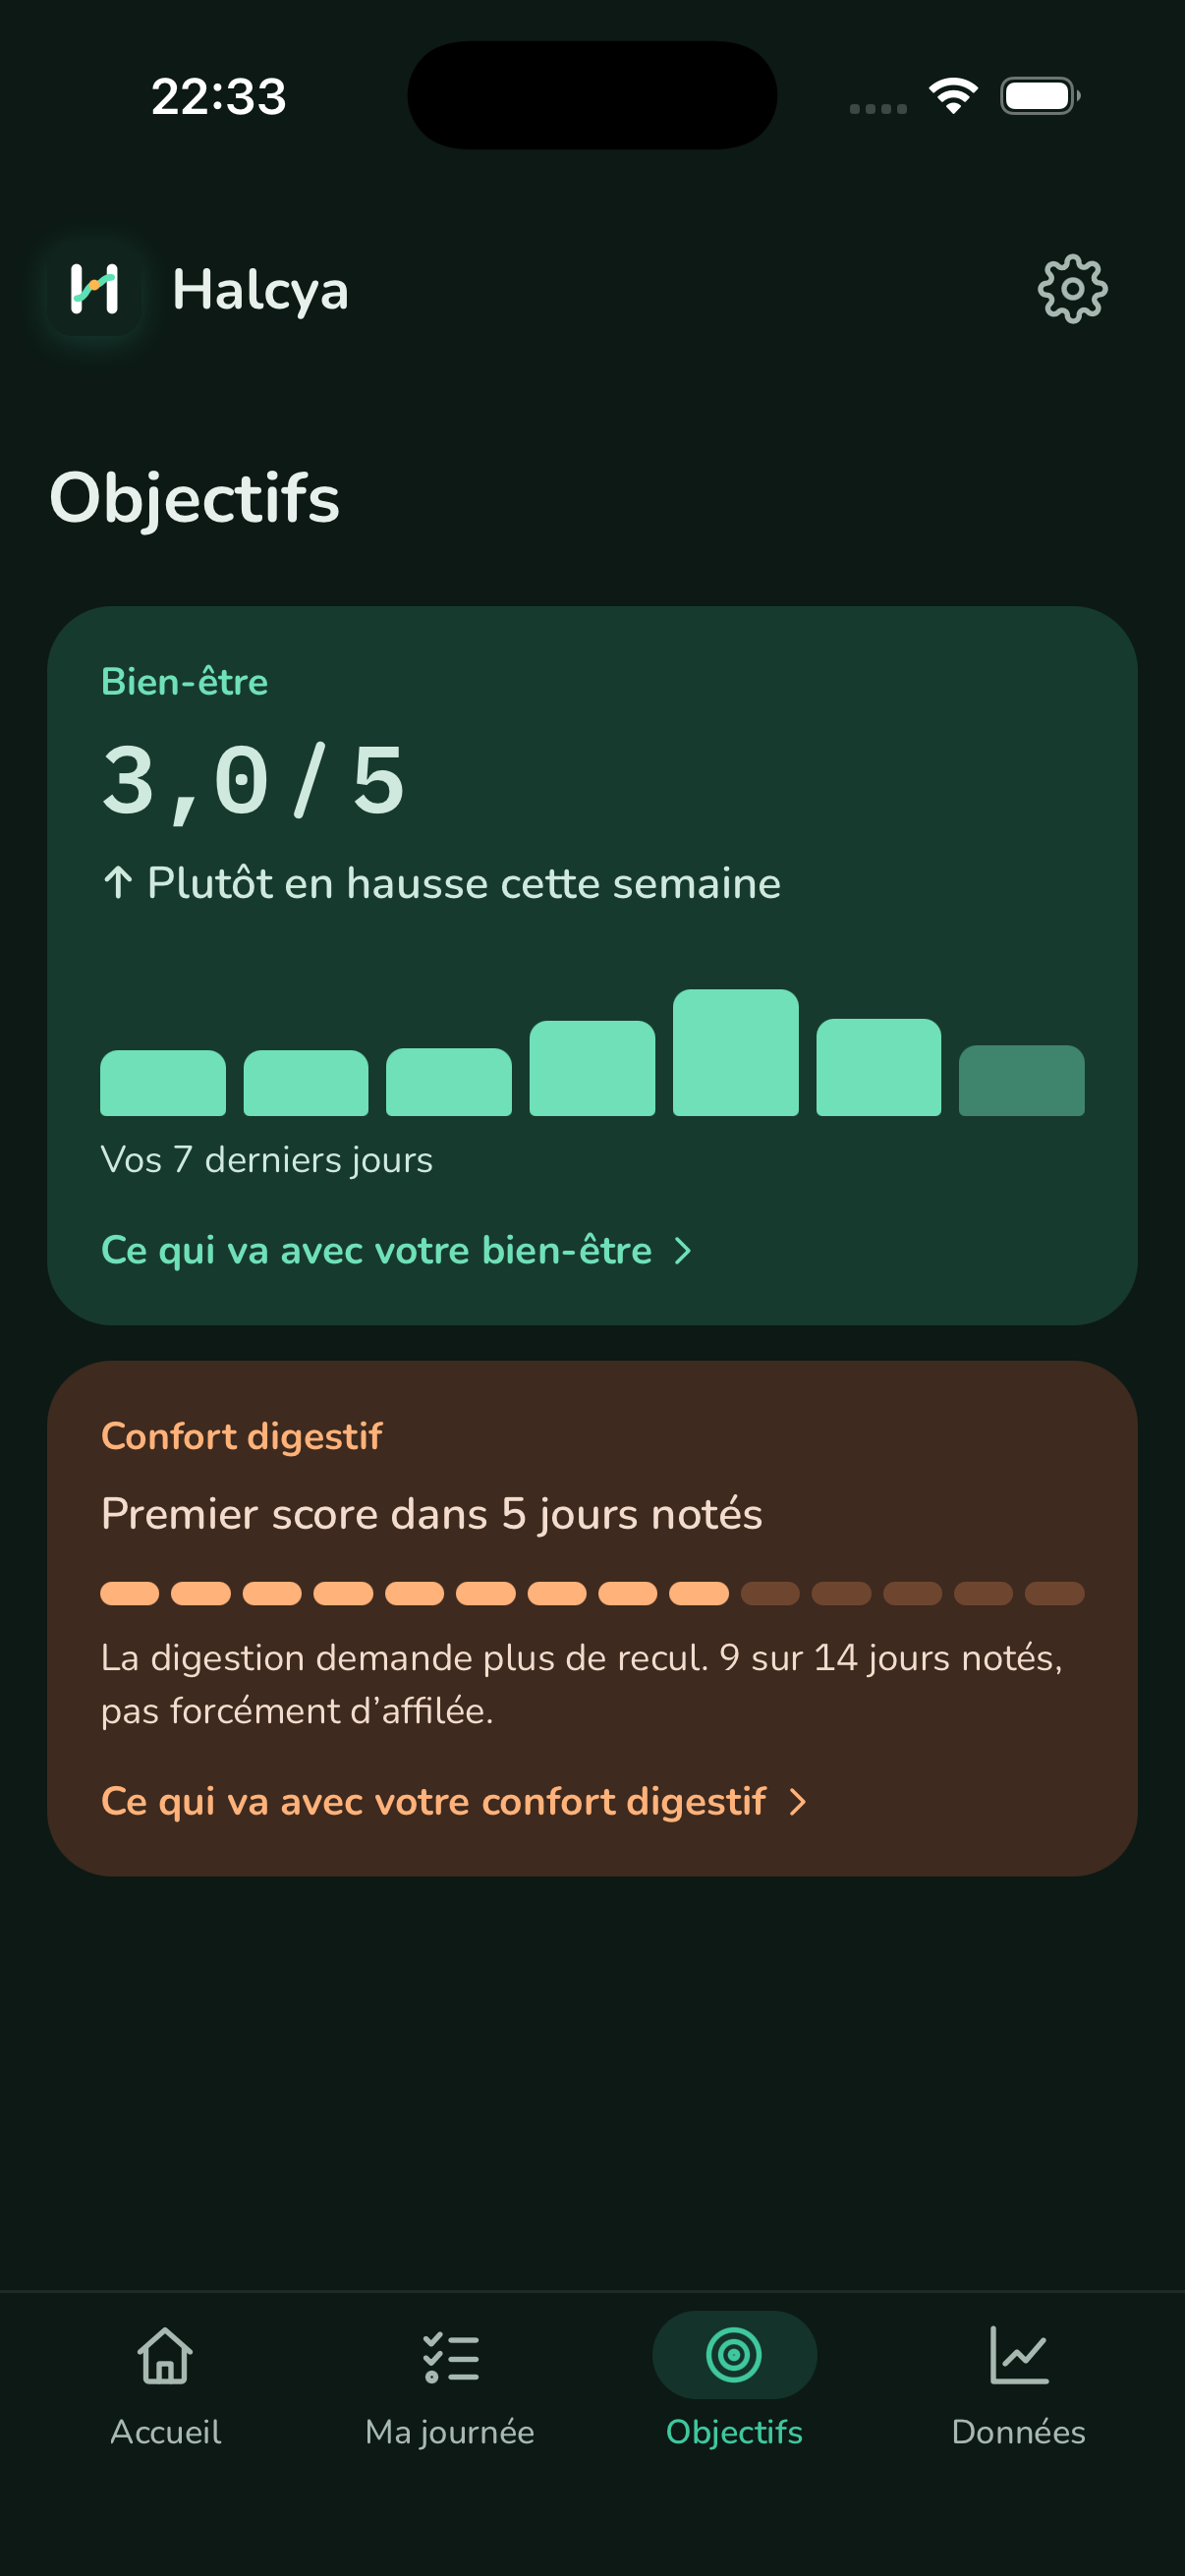 22:33
Halcya
Objectifs
Bien-être
3,0/5
↑ Plutôt en hausse cette semaine
Vos 7 derniers jours
Ce qui va avec votre bien-être >
Confort digestif
Premier score dans 5 jours notés
La digestion demande plus de recul. 9 sur 14 jours notés,
pas forcément d’affilée.
Ce qui va avec votre confort digestif >
Accueil
Ma journée
Objectifs
Données